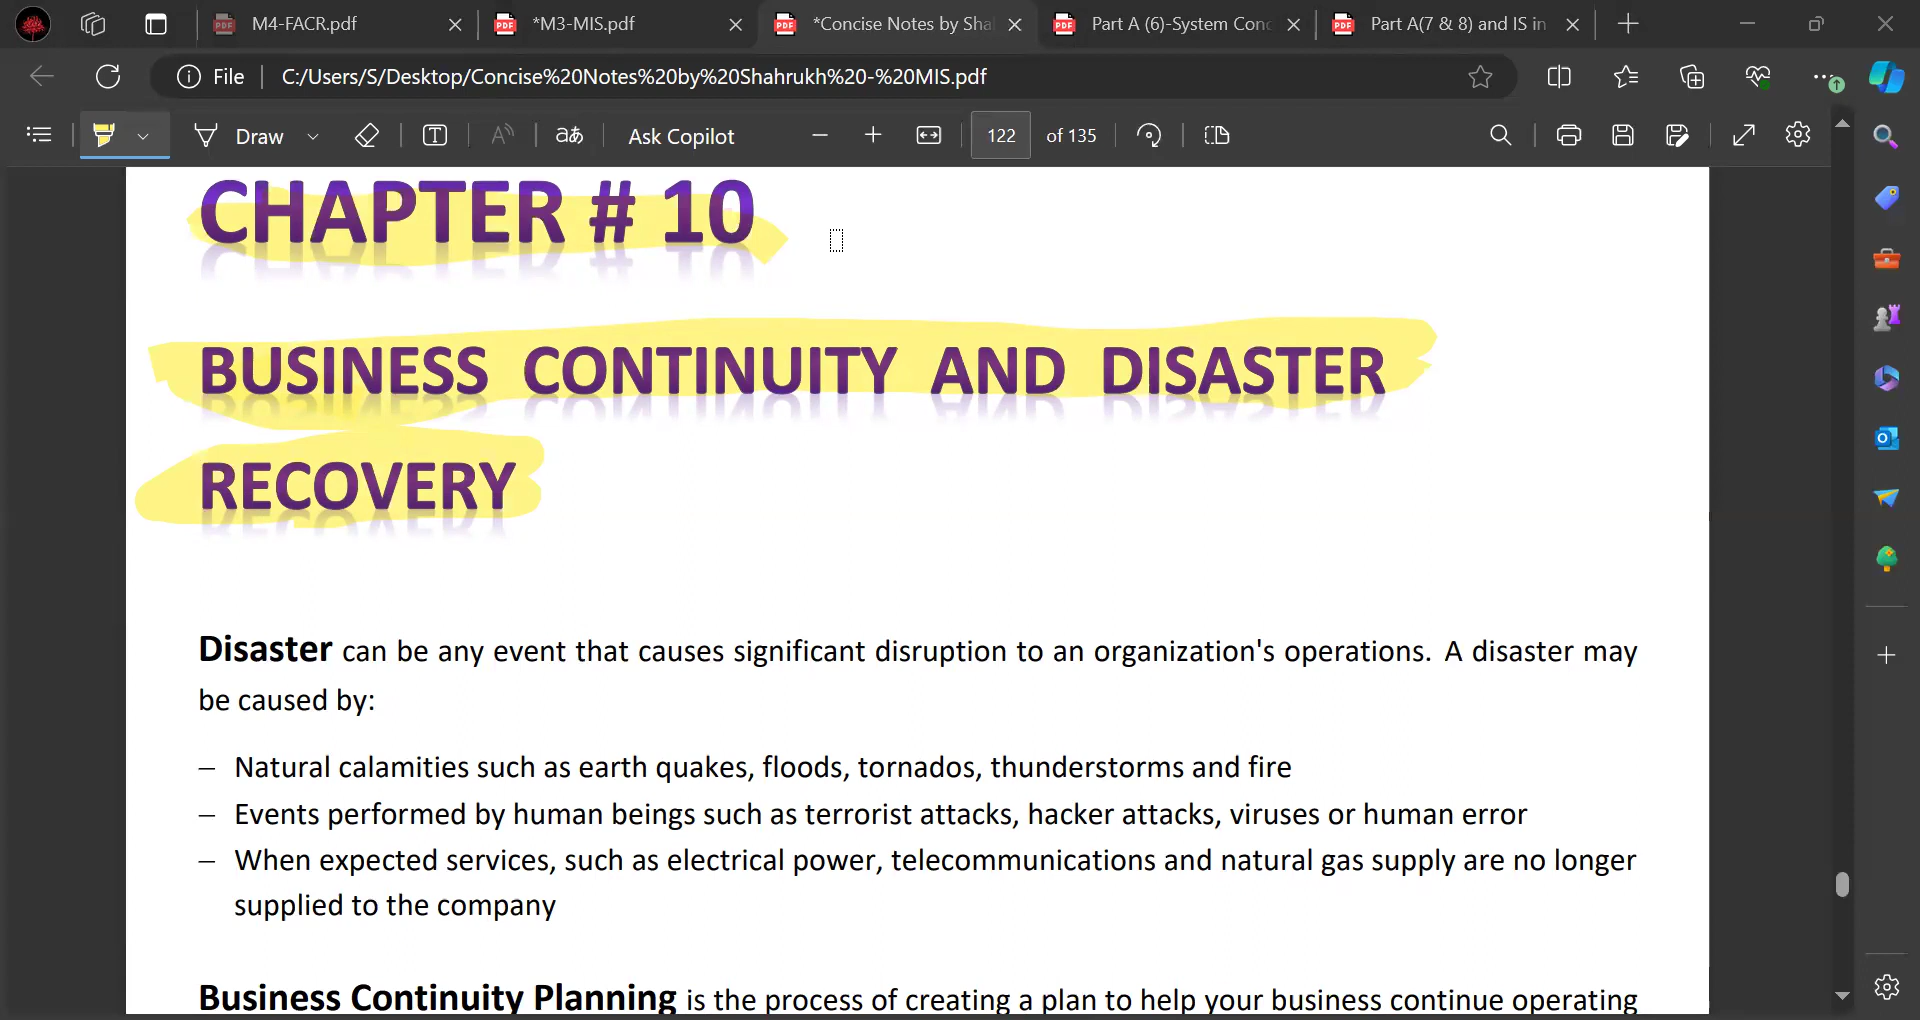 M4-FACR.pdf
*M3-MIS.pdf
*Concise Notes by Sha
Part A (6)-System Conc
Part A(7 & 8) and IS in
File
C:/Users/S/Desktop/Concise%20Notes%20by%20Shahrukh%20-%20MIS.pdf
Draw
Ask Copilot
122 of 135
CHAPTER # 10
BUSINESS CONTINUITY AND DISASTER
RECOVERY
Disaster can be any event that causes significant disruption to an organization's operations. A disaster may
be caused by:
– Natural calamities such as earth quakes, floods, tornados, thunderstorms and fire
– Events performed by human beings such as terrorist attacks, hacker attacks, viruses or human error
– When expected services, such as electrical power, telecommunications and natural gas supply are no longer
supplied to the company
Business Continuity Planning is the process of creating a plan to help your business continue operating